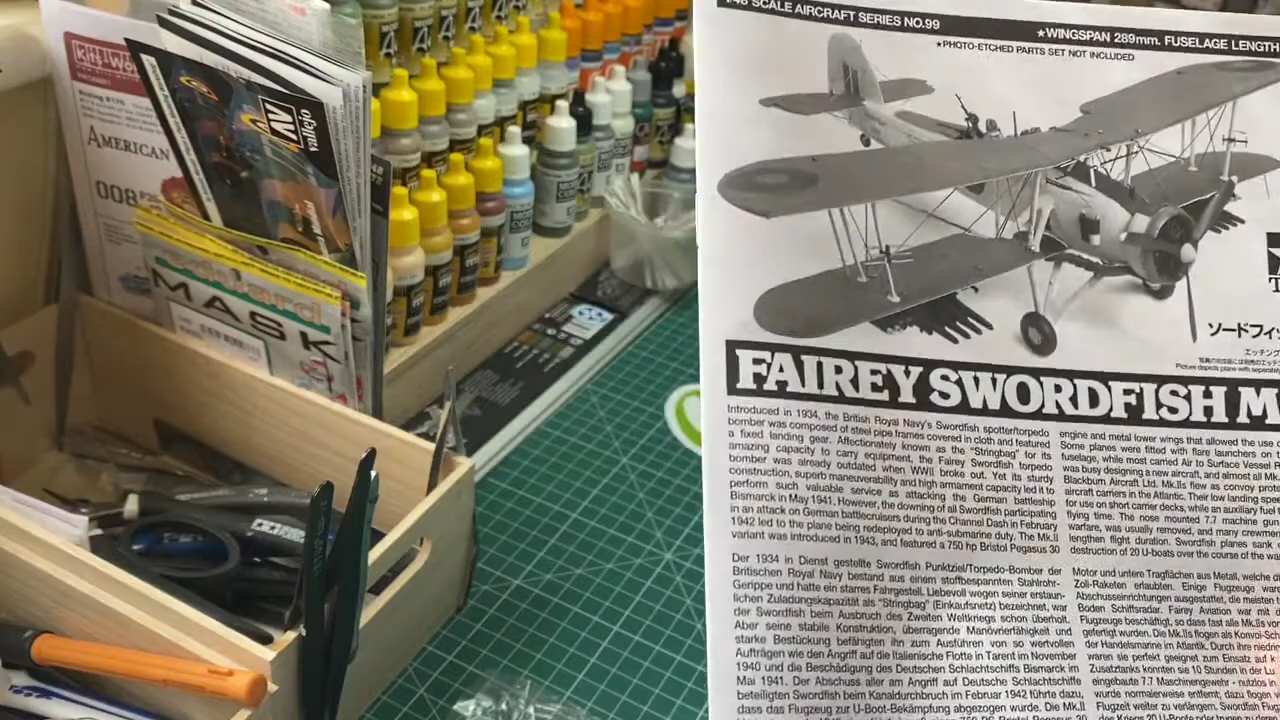 1/48 SCALE AIRCRAFT SERIES NO.99
★WINGSPAN 289mm. FUSELAGE LENGTH
★PHOTO-ETCHED PARTS SET NOT INCLUDED
ソードフィッ
エッチング
Picture depicts plane with separately
FAIREY SWORDFISH M
Introduced in 1934, the British Royal Navy's Swordfish spotter/torpedo
bomber was composed of steel pipe frames covered in cloth and featured
a fixed landing gear. Affectionately known as the "Stringbag" for its
amazing capacity to carry equipment, the Fairey Swordfish torpedo
bomber was already outdated when WWII broke out. Yet its sturdy
construction, superb maneuverability and high armament capacity led it to
perform such valuable service as attacking the German battleship
Bismarck in May 1941. However, the downing of all Swordfish participating
in an attack on German battlecruisers during the Channel Dash in February
1942 led to the plane being redeployed to anti-submarine duty. The Mk.II
variant was introduced in 1943, and featured a 750 hp Bristol Pegasus 30
engine and metal lower wings that allowed the use o
Some planes were fitted with flare launchers on t
fuselage, while most carried Air to Surface Vessel R
was busy designing a new aircraft, and almost all Mk.
Blackburn Aircraft Ltd. Mk.IIs flew as convoy prote
aircraft carriers in the Atlantic. Their low landing spee
for use on short carrier decks, while an auxiliary fuel t
flying time. The nose mounted 7.7 machine gun
warfare, was usually removed, and many crewmen
lengthen flight duration. Swordfish planes sank
destruction of 20 U-boats over the course of the wa
Der 1934 in Dienst gestellte Swordfish Punktziel/Torpedo-Bomber der
Britischen Royal Navy bestand aus einem stoffbespannten Stahlrohr-
Gerippe und hatte ein starres Fahrgestell. Liebevoll wegen seiner erstaun-
lichen Zuladungskapazität als "Stringbag" (Einkaufsnetz) bezeichnet, war
der Swordfish beim Ausbruch des Zweiten Weltkriegs schon überholt.
Aber seine stabile Konstruktion, überragende Manövrierfähigkeit und
starke Bestückung befähigten ihn zum Ausführen von so wertvollen
Aufträgen wie den Angriff auf die Italienische Flotte in Tarent im November
1940 und die Beschädigung des Deutschen Schlachtschiffs Bismarck im
Mai 1941. Der Abschuss aller am Angriff auf Deutsche Schlachtschiffe
beteiligten Swordfish beim Kanaldurchbruch im Februar 1942 führte dazu,
dass das Flugzeug zur U-Boot-Bekämpfung abgezogen wurde. Die Mk.II
Motor und untere Tragflächen aus Metall, welche d
Zoll-Raketen erlaubten. Einige Flugzeuge ware
Abschusseinrichtungen ausgestattet, die meisten t
Boden Schiffsradar. Fairey Aviation war mit d
Flugzeuge beschäftigt, so dass fast alle Mk.IIs vor
gefertigt wurden. Die Mk.IIs flogen als Konvoi-Sch
der Handelsmarine im Atlantik. Durch ihre niedrin
waren sie perfekt geeignet zum Einsatz auf k
Zusatztanks konnten sie 10 Stunden in der Lu
eingebaute 7.7 Maschinengewehr - nutzlos in
wurde normalerweise entfernt, dazu flogen v
Flugzeit weiter zu verlängern. Swordfish Flug
AMERICAN
008
AV
vallejo
eduard
MASK